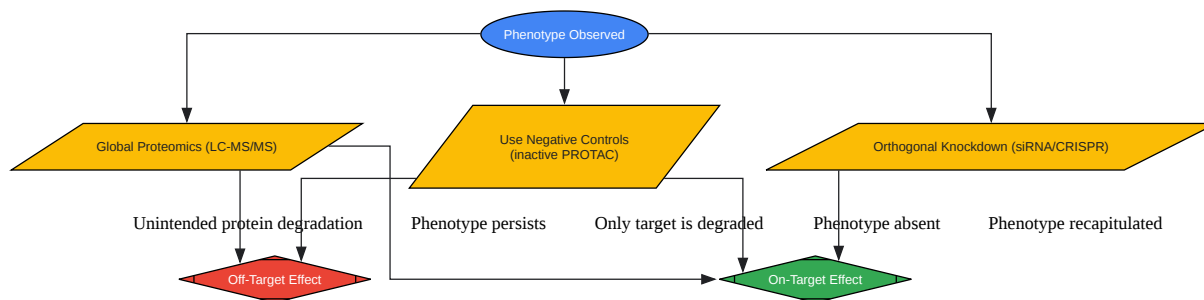 Phenotype Observed
Global Proteomics (LC-MS/MS)
Use Negative Controls
(inactive PROTAC)
Orthogonal Knockdown (siRNA/CRISPR)
Unintended protein degradation
Phenotype persists
Only target is degraded
Phenotype absent
Phenotype recapitulated
Off-Target Effect
On-Target Effect